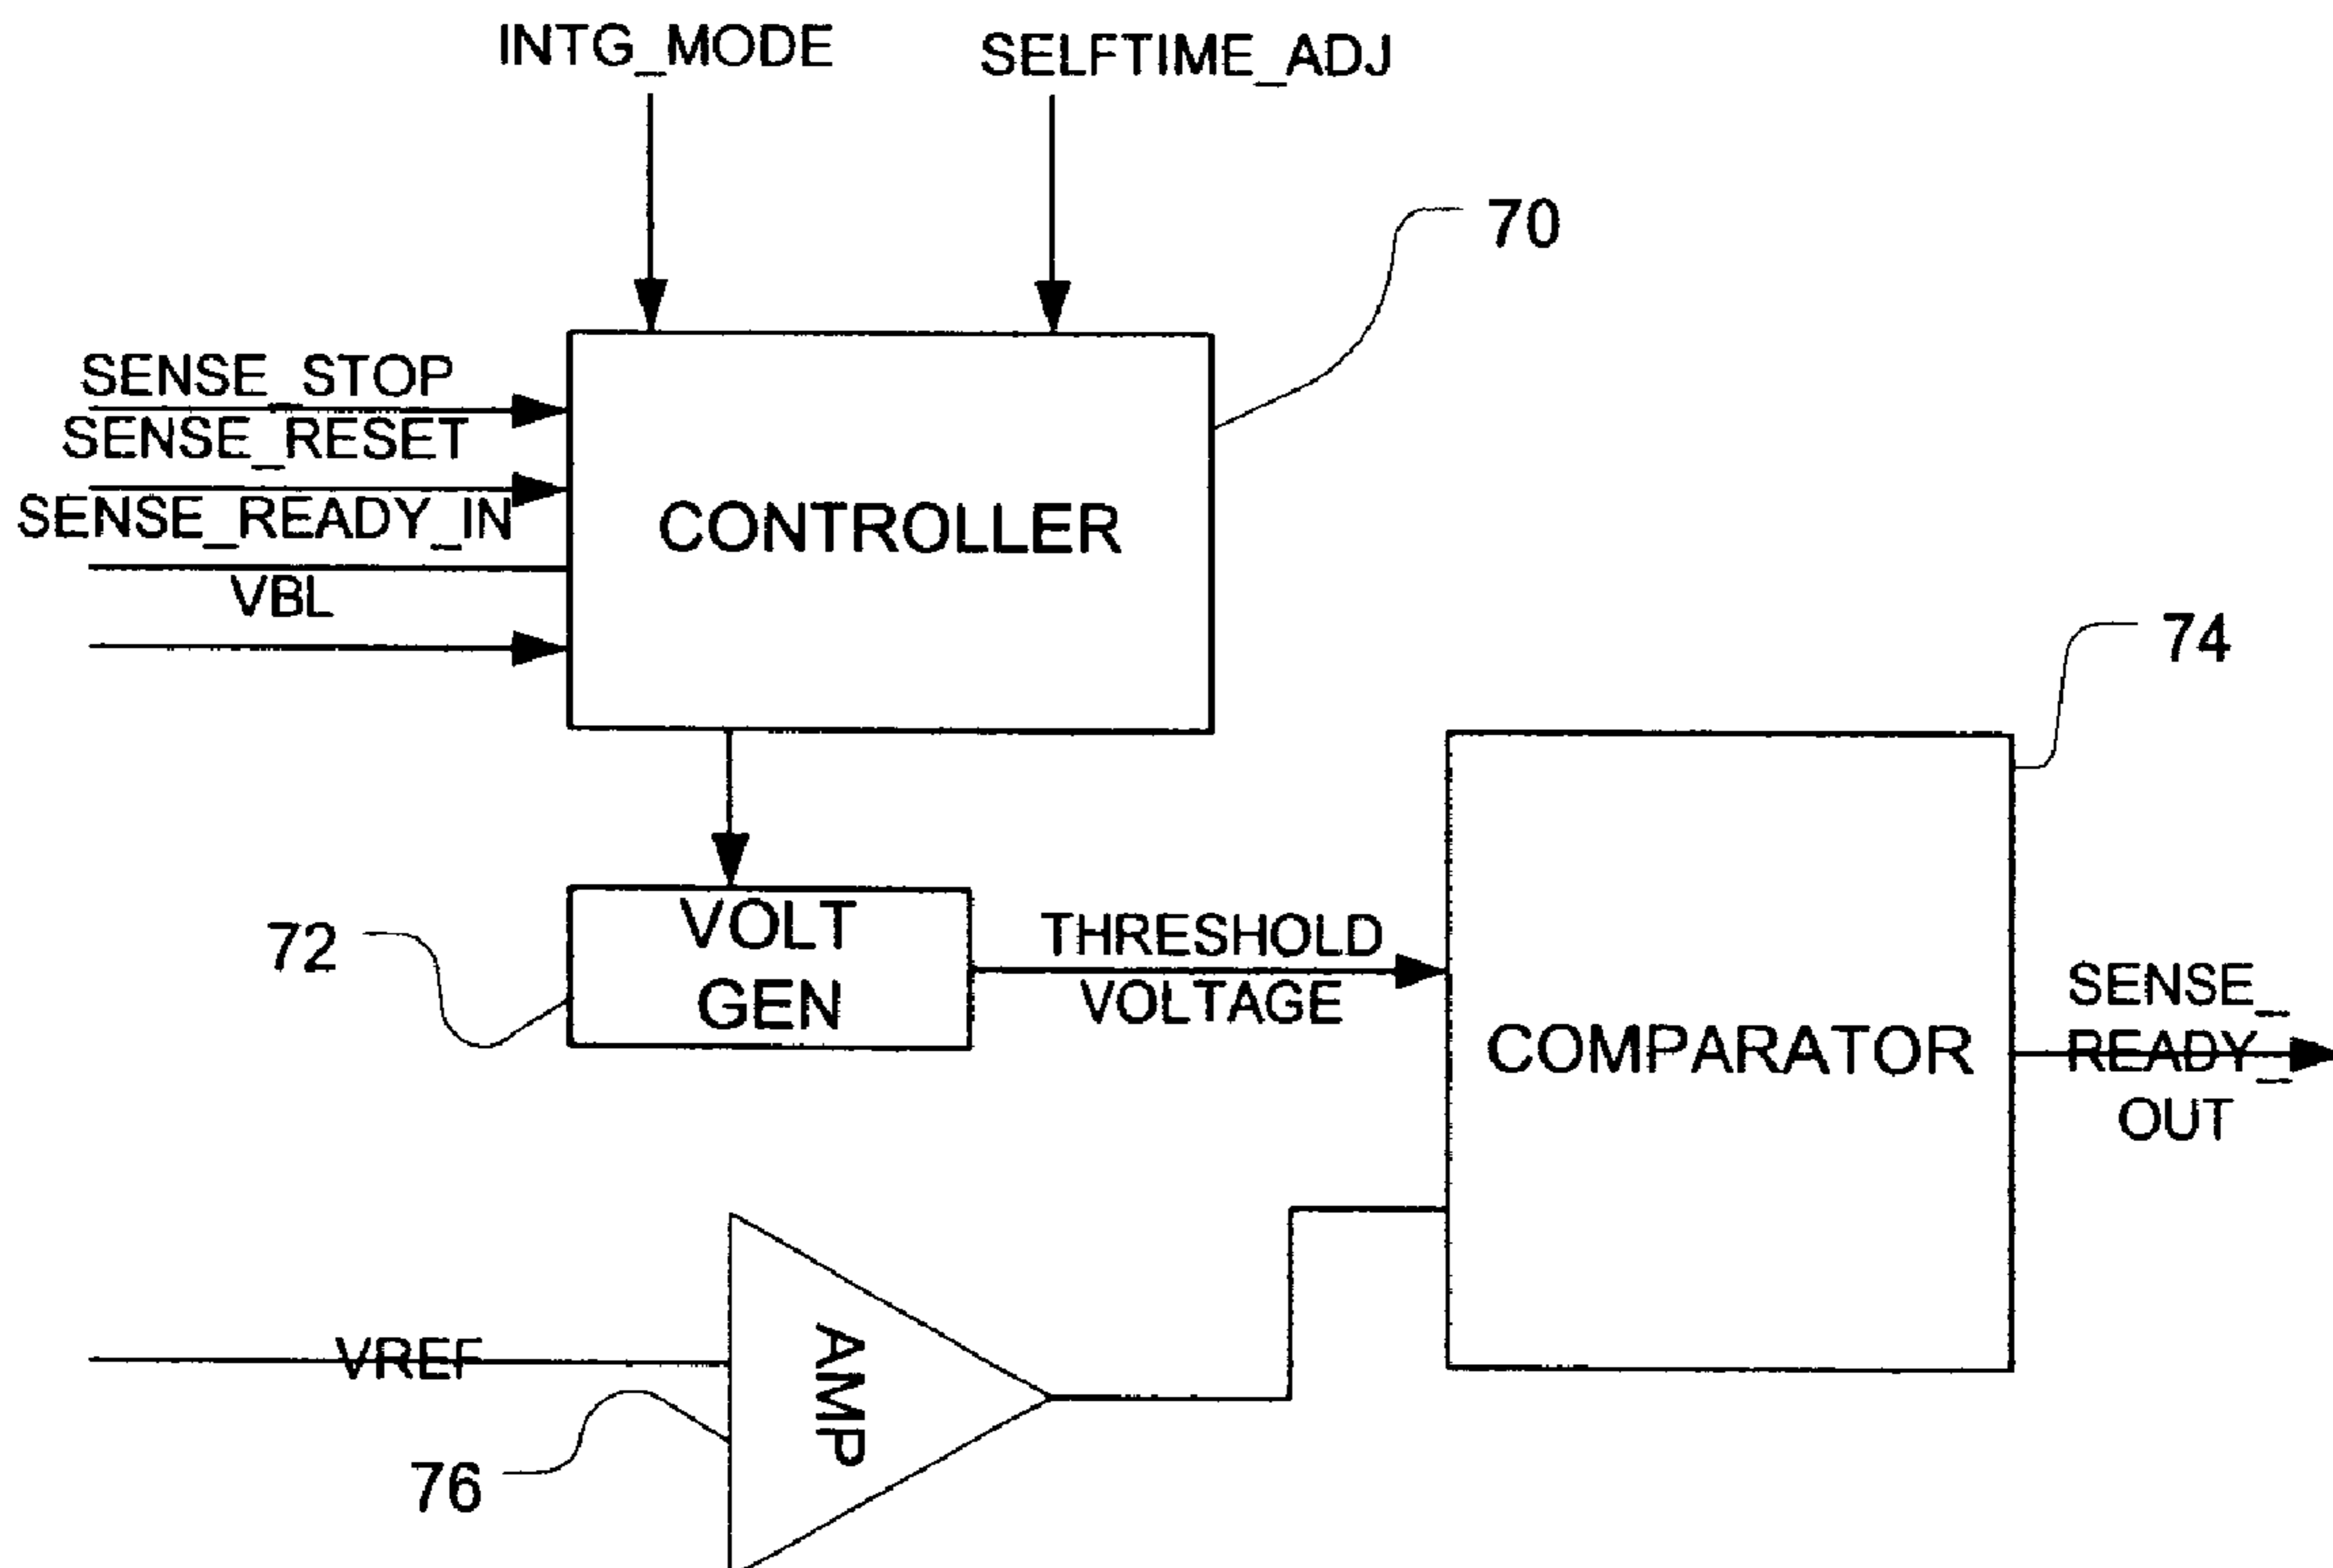 INTG_MODE
SELFTIME_ADJ
70
SENSE_STOP
SENSE_RESET
SENSE_READY_IN
VBL
CONTROLLER
74
72
VOLT
GEN
THRESHOLD
VOLTAGE
COMPARATOR
SENSE_
READY_
OUT
VREF
AMP
76